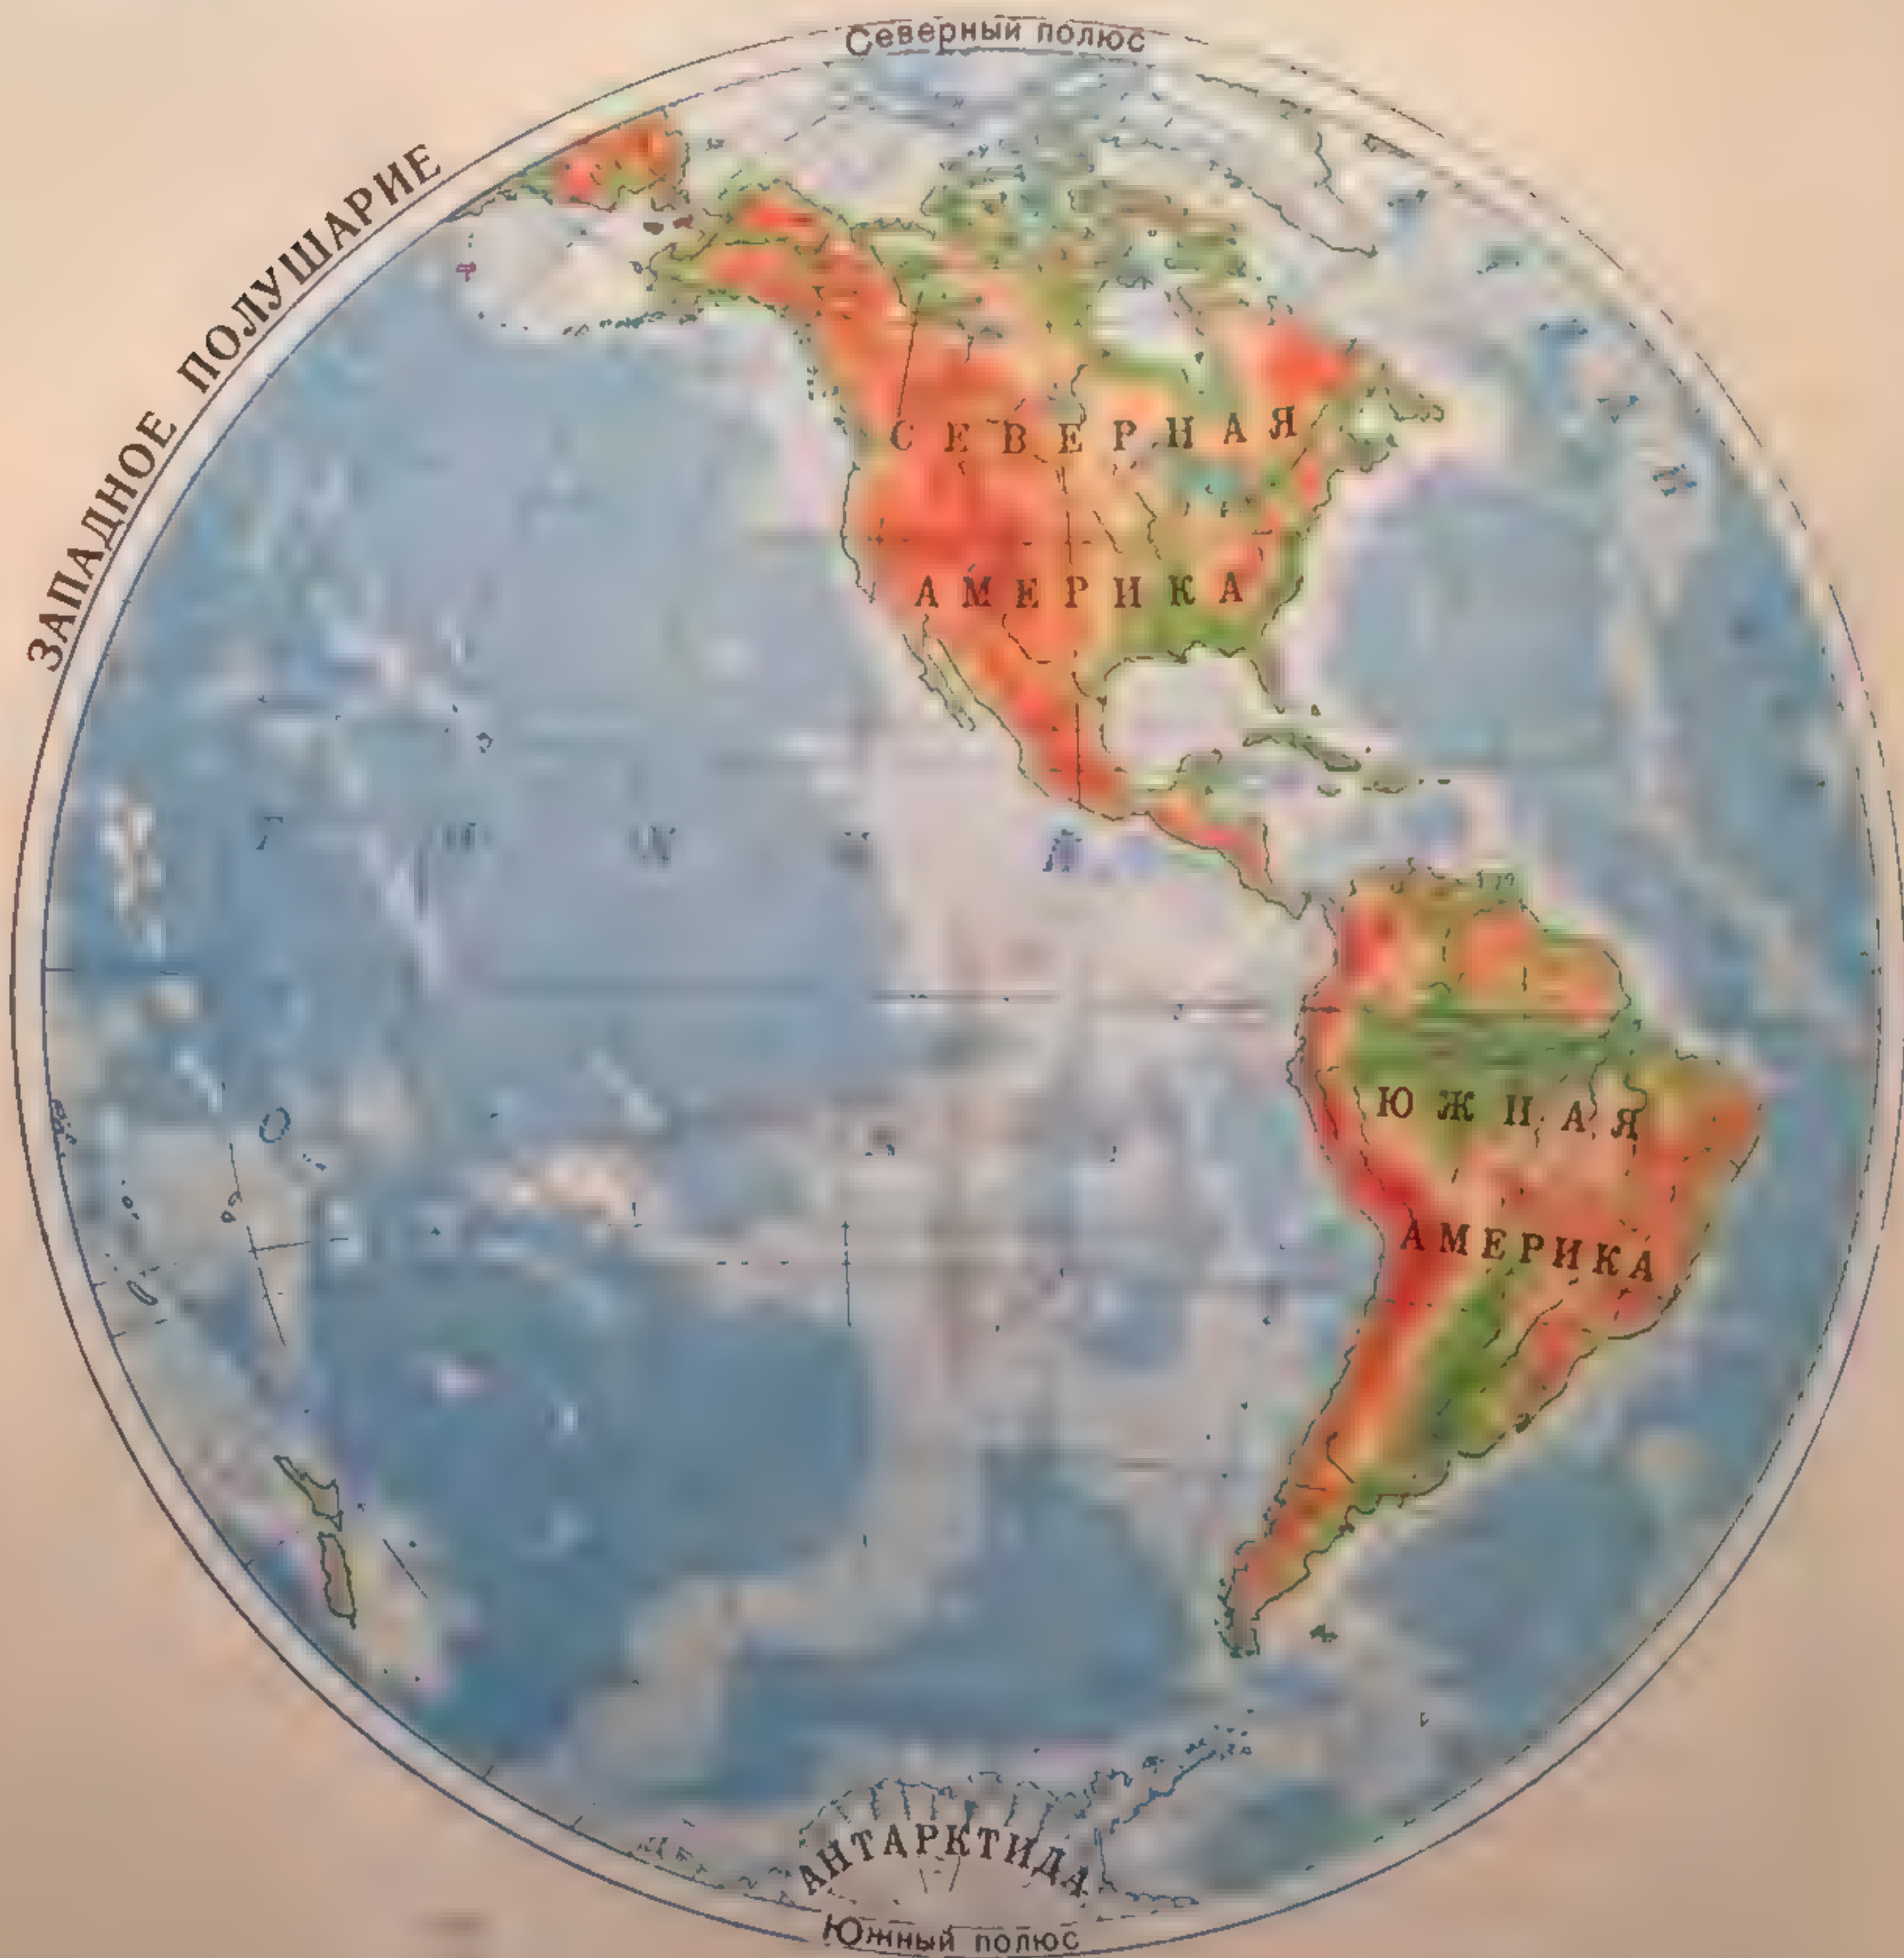 Северный полюс
ЗАПАДНОЕ ПОЛУШАРИЕ
СЕВЕРНАЯ
АМЕРИКА
ЮЖНАЯ
АМЕРИКА
АНТАРКТИДА
Южный полюс